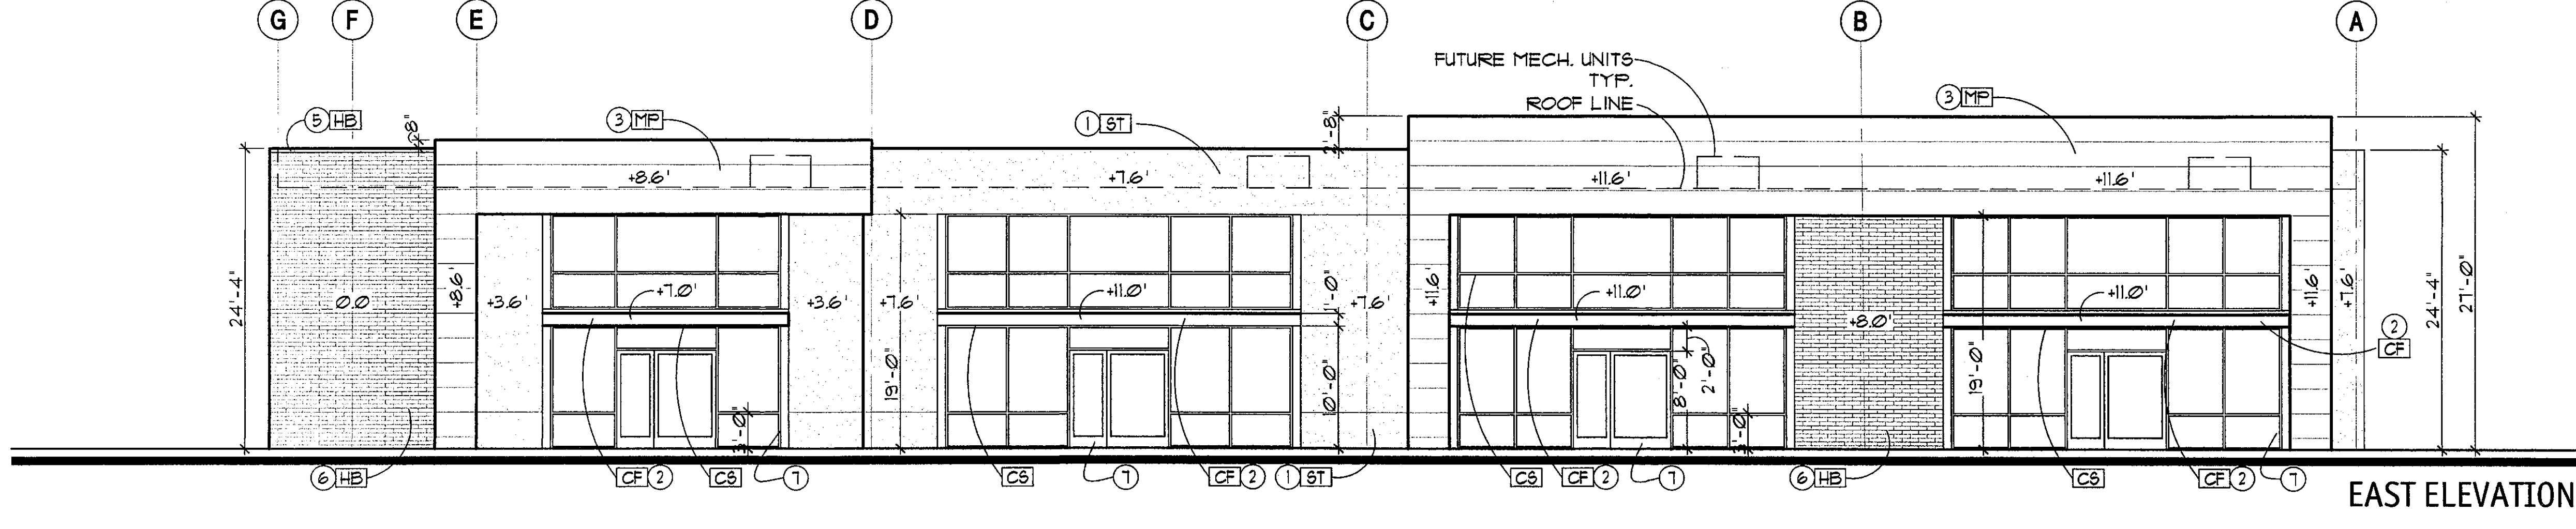 G F E D C B A
FUTURE MECH. UNITS
TYP.
ROOF LINE
5 HB
8"
3 MP
1 ST
2'-8"
3 MP
+8.6'
+7.6'
+11.6'
+11.6'
24'-4"
0.0
+8.6'
+3.6'
+7.0'
+3.6'
+7.6'
+11.0'
1'-0"
+7.6'
+11.6'
+11.0'
+8.0'
+11.0'
+11.6'
+7.6'
24'-4"
27'-0"
2
CF
3'-0"
19'-0"
10'-0"
8'-0"
2'-0"
3'-0"
19'-0"
6 HB
CF 2
CS
7
CS
7
CF 2
1 ST
CS
CF 2
7
6 HB
CS
CF 2
7
EAST ELEVATION